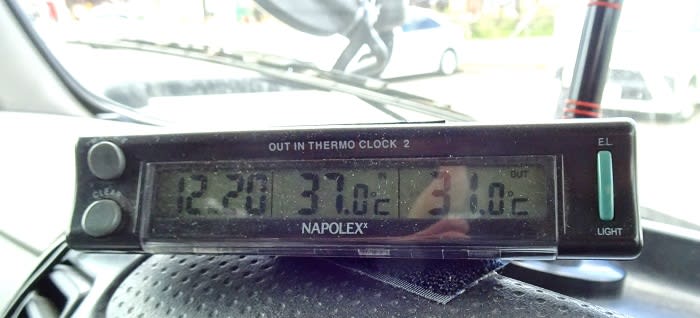 OUT IN THERMO CLOCK 2
E.L.
CLEAR
OUT
12.20 37.0°C 31.0°C
NAPOLEX
LIGHT